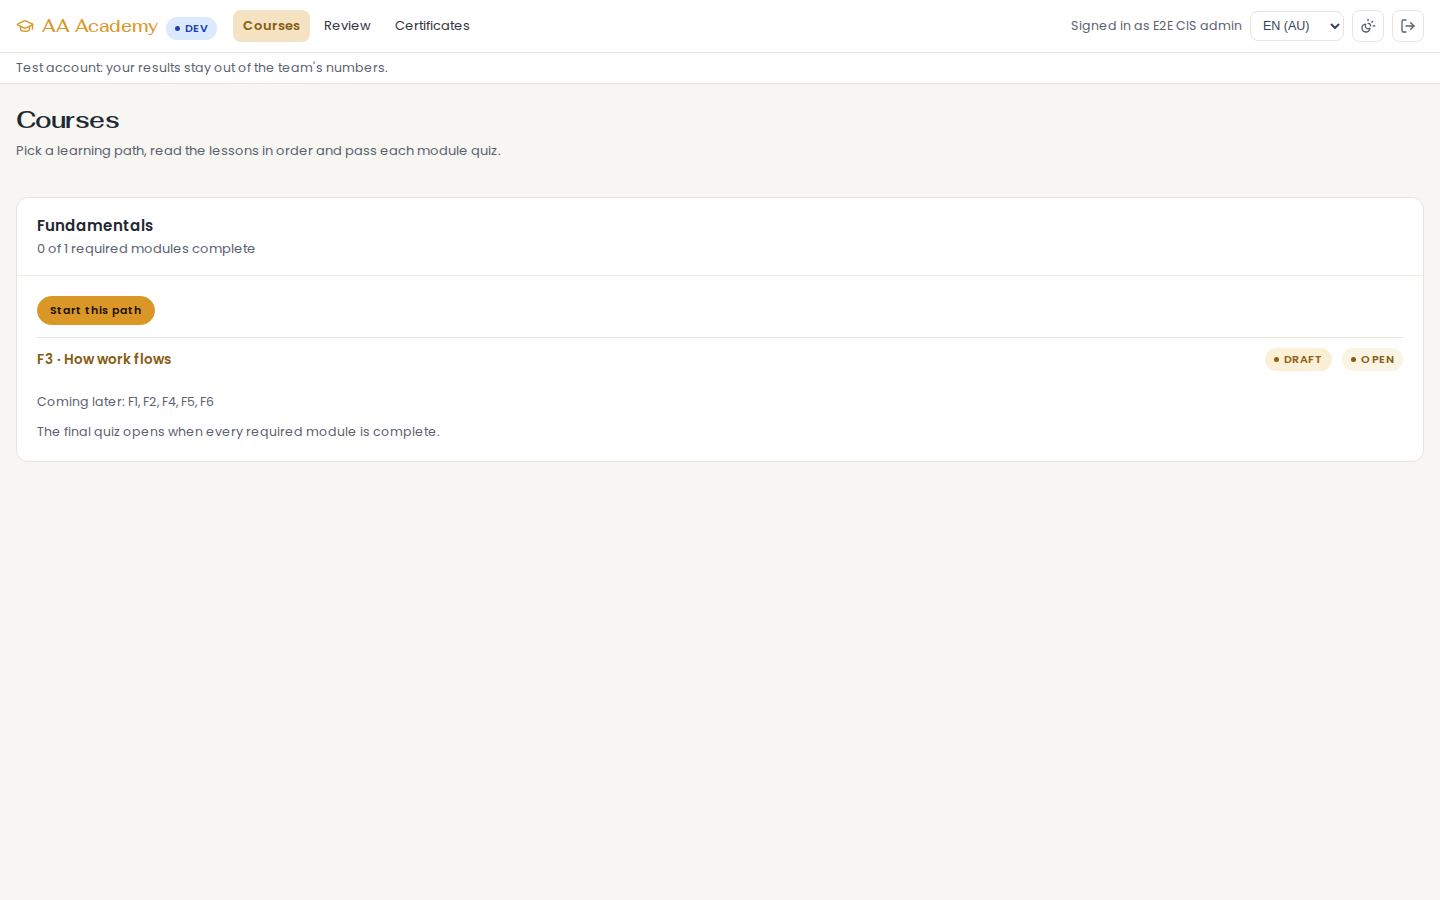 AA Academy
DEV
Courses
Review
Certificates
Signed in as E2E CIS admin
EN (AU)
Test account: your results stay out of the team's numbers.
Courses
Pick a learning path, read the lessons in order and pass each module quiz.
Fundamentals
0 of 1 required modules complete
Start this path
F3 · How work flows
DRAFT
OPEN
Coming later: F1, F2, F4, F5, F6
The final quiz opens when every required module is complete.